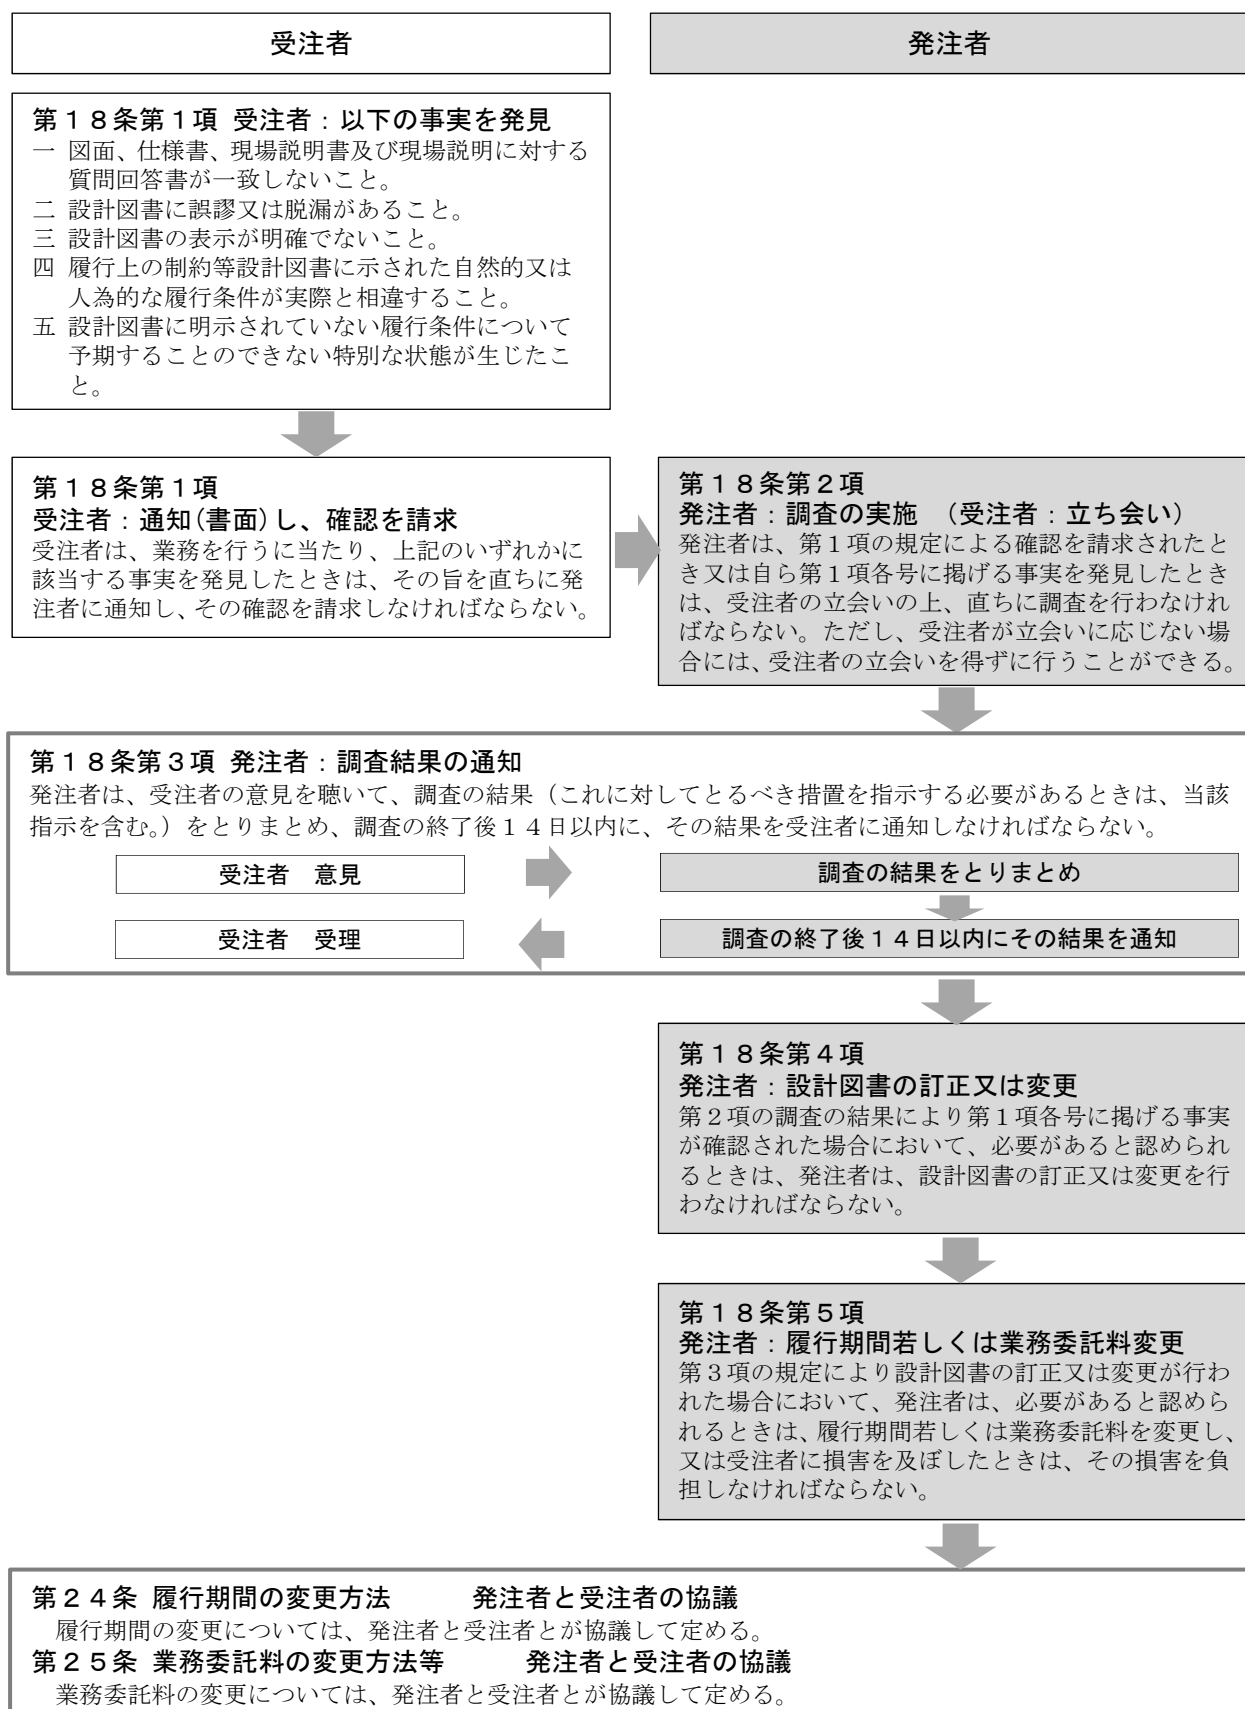 受注者
発注者
第１８条第１項 受注者：以下の事実を発見
一 図面、仕様書、現場説明書及び現場説明に対する
質問回答書が一致しないこと。
二 設計図書に誤謬又は脱漏があること。
三 設計図書の表示が明確でないこと。
四 履行上の制約等設計図書に示された自然的又は
人為的な履行条件が実際と相違すること。
五 設計図書に明示されていない履行条件について
予期することのできない特別な状態が生じたこ
と。
第１８条第１項
受注者：通知(書面)し、確認を請求
受注者は、業務を行うに当たり、上記のいずれかに
該当する事実を発見したときは、その旨を直ちに発
注者に通知し、その確認を請求しなければならない。
第１８条第２項
発注者：調査の実施　（受注者：立ち会い）
発注者は、第１項の規定による確認を請求されたと
き又は自ら第１項各号に掲げる事実を発見したとき
は、受注者の立会いの上、直ちに調査を行わなけれ
ばならない。ただし、受注者が立会いに応じない場
合には、受注者の立会いを得ずに行うことができる。
第１８条第３項 発注者：調査結果の通知
発注者は、受注者の意見を聴いて、調査の結果（これに対してとるべき措置を指示する必要があるときは、当該
指示を含む。）をとりまとめ、調査の終了後１４日以内に、その結果を受注者に通知しなければならない。
受注者　意見
調査の結果をとりまとめ
受注者　受理
調査の終了後１４日以内にその結果を通知
第１８条第４項
発注者：設計図書の訂正又は変更
第２項の調査の結果により第１項各号に掲げる事実
が確認された場合において、必要があると認められ
るときは、発注者は、設計図書の訂正又は変更を行
わなければならない。
第１８条第５項
発注者：履行期間若しくは業務委託料変更
第３項の規定により設計図書の訂正又は変更が行わ
れた場合において、発注者は、必要があると認めら
れるときは、履行期間若しくは業務委託料を変更し、
又は受注者に損害を及ぼしたときは、その損害を負
担しなければならない。
第２４条 履行期間の変更方法　　　発注者と受注者の協議
履行期間の変更については、発注者と受注者とが協議して定める。
第２５条 業務委託料の変更方法等　　　発注者と受注者の協議
業務委託料の変更については、発注者と受注者とが協議して定める。